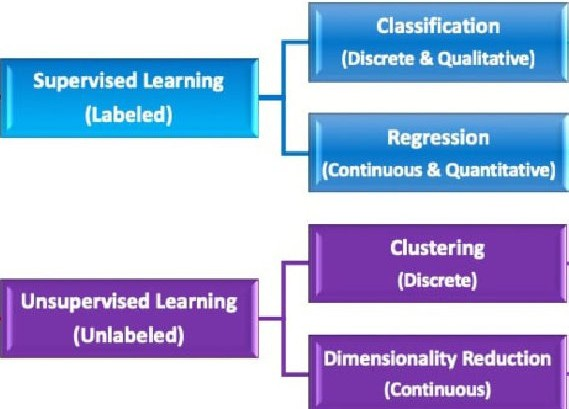 Supervised Learning
(Labeled)
Classification
(Discrete & Qualitative)
Regression
(Continuous & Quantitative)
Unsupervised Learning
(Unlabeled)
Clustering
(Discrete)
Dimensionality Reduction
(Continuous)